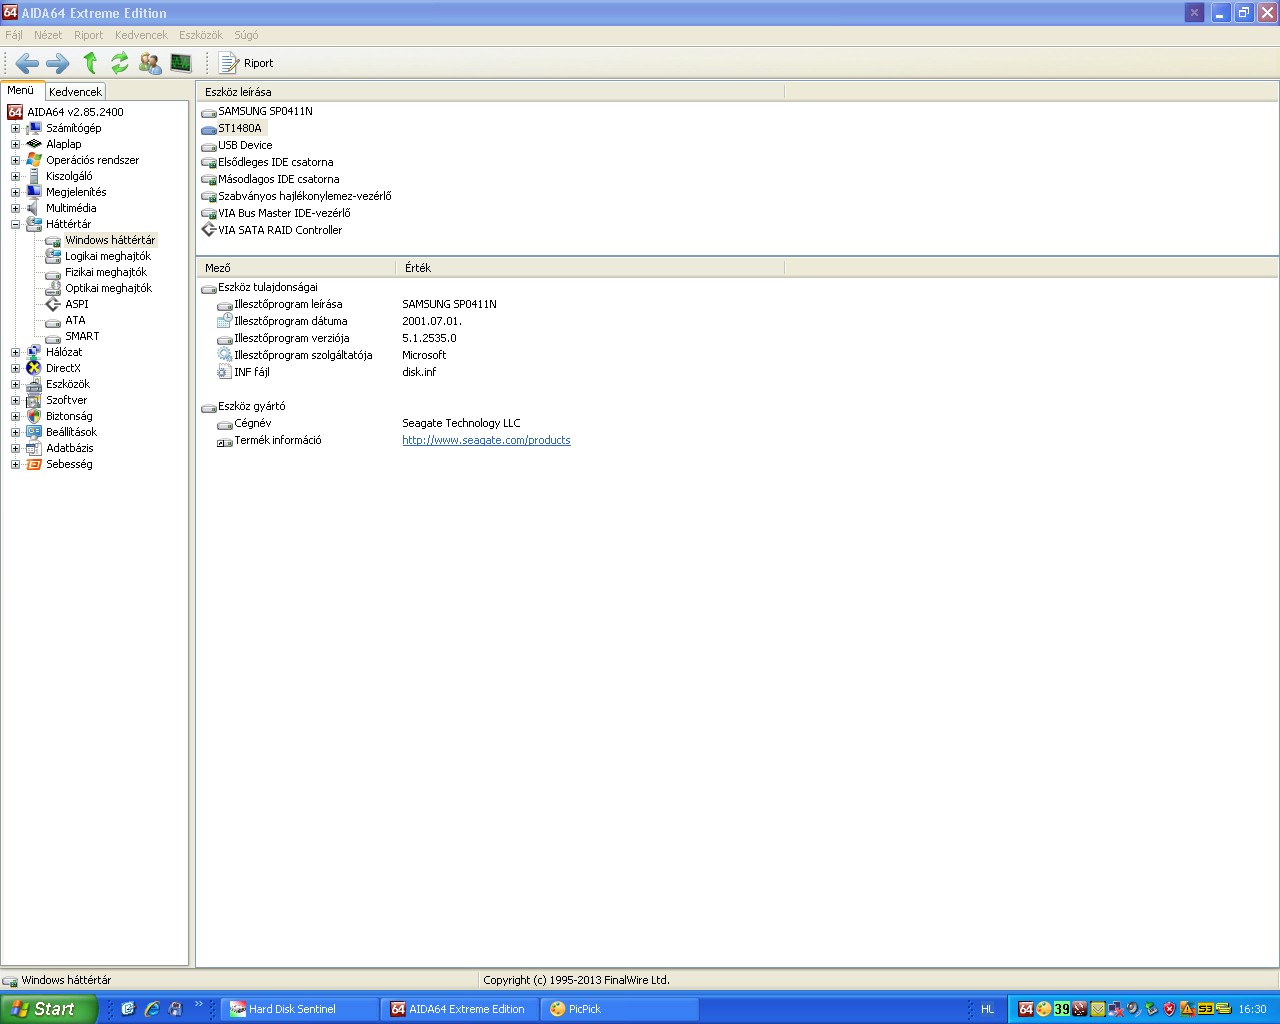 AIDA64 Extreme Edition
Fájl Nézet Riport Kedvencek Eszközök Súgó
Riport
Menü Kedvencek
AIDA64 v2.85.2400
Számítógép
Alaplap
Operációs rendszer
Kiszolgáló
Megjelenítés
Multimédia
Háttértár
Windows háttértár
Logikai meghajtók
Fizikai meghajtók
Optikai meghajtók
ASPI
ATA
SMART
Hálózat
DirectX
Eszközök
Szoftver
Biztonság
Beállítások
Adatbázis
Sebesség
Eszköz leírása
SAMSUNG SP0411N
ST1480A
USB Device
Elsődleges IDE csatorna
Másodlagos IDE csatorna
Szabványos hajlékonylemez-vezérlő
VIA Bus Master IDE-vezérlő
VIA SATA RAID Controller
Mező Érték
Eszköz tulajdonságai
Illesztőprogram leírása SAMSUNG SP0411N
Illesztőprogram dátuma 2001.07.01.
Illesztőprogram verziója 5.1.2535.0
Illesztőprogram szolgáltatója Microsoft
INF fájl disk.inf
Eszköz gyártó
Cégnév Seagate Technology LLC
Termék információ http://www.seagate.com/products
Windows háttértár Copyright (c) 1995-2013 FinalWire Ltd.
Start Hard Disk Sentinel 64 AIDA64 Extreme Edition PicPick HL 64 39 53 16:30